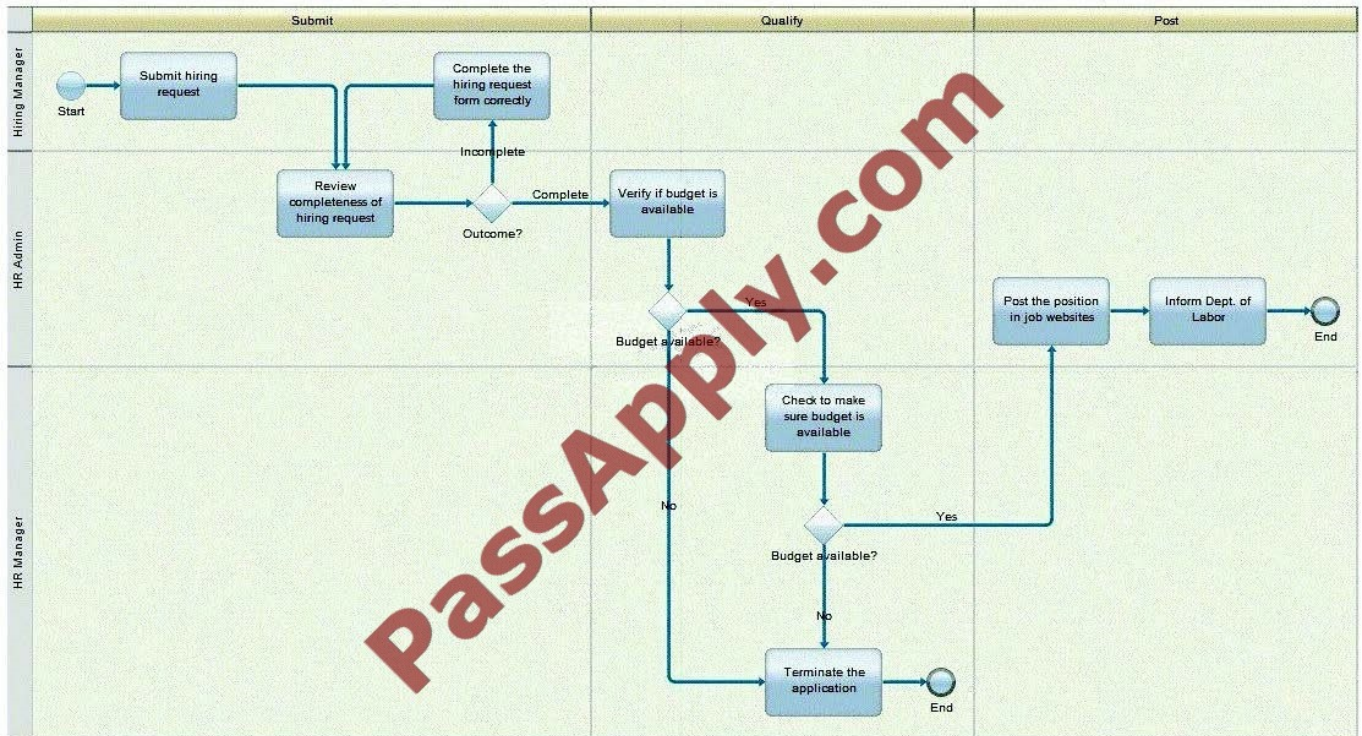 Submit
Qualify
Post
Hiring Manager
Start
Submit hiring
request
Complete the
hiring request
form correctly
Incomplete
HR Admin
Review
completeness of
hiring request
Outcome?
Complete
Verify if budget is
available
Budget available?
Yes
Post the position
in job websites
Inform Dept. of
Labor
End
HR Manager
Check to make
sure budget is
available
No
Budget available?
Yes
No
Terminate the
application
End
PassApply.com